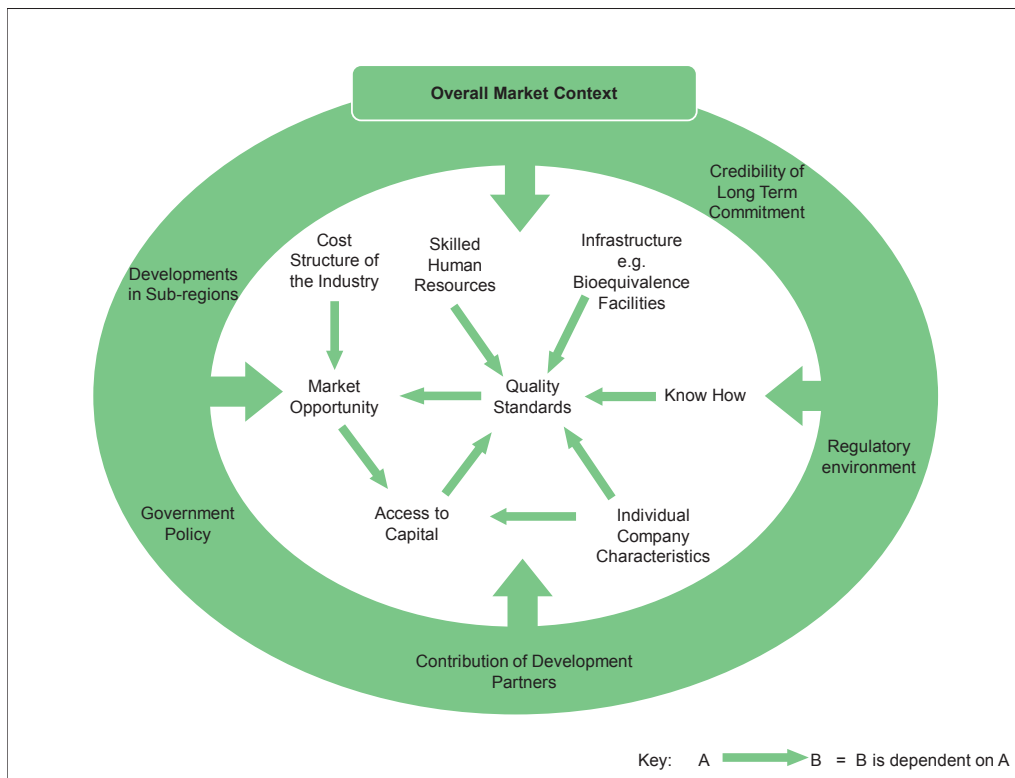 Overall Market Context
Credibility of
Long Term
Commitment
Cost
Structure of
the Industry
Skilled
Human
Resources
Infrastructure
e.g.
Bioequivalence
Facilities
Developments
in Sub-regions
Market
Opportunity
Quality
Standards
Know How
Regulatory
environment
Government
Policy
Access to
Capital
Individual
Company
Characteristics
Contribution of Development
Partners
Key: A B = B is dependent on A